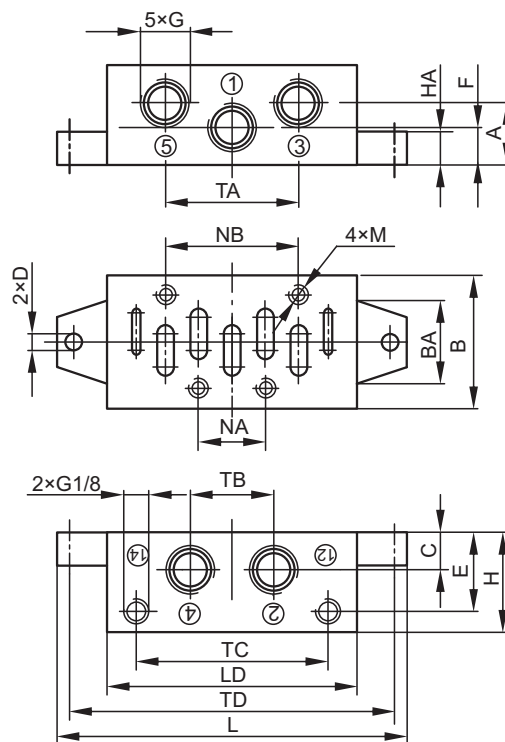 5×G
HA
F
A
①
⑤
③
TA
NB
4×M
2×D
BA
B
NA
2×G1/8
TB
C
E
H
⑭
⑫
④
②
TC
LD
TD
L